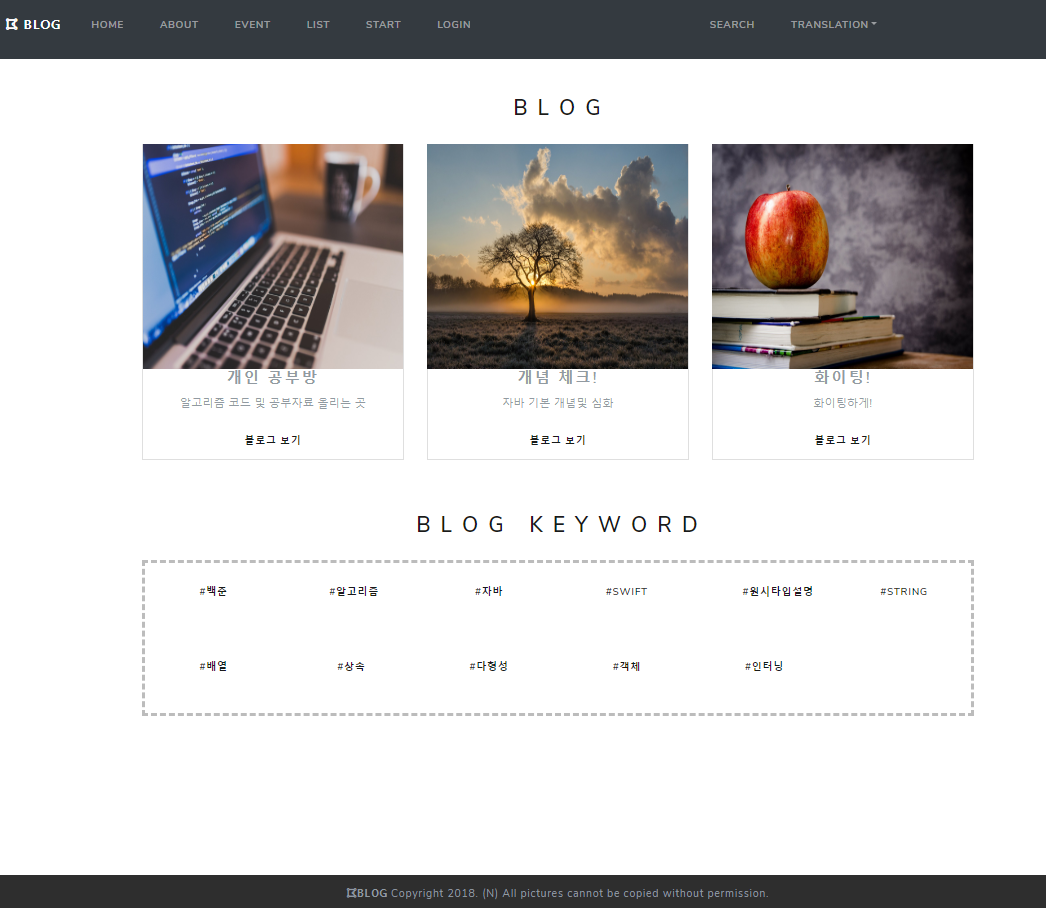 BLOG HOME ABOUT EVENT LIST START LOGIN SEARCH TRANSLATION
BLOG
개인 공부방 개념 체크! 화이팅!
알고리즘 코드 및 공부자료 올리는 곳 자바 기본 개념및 심화 화이팅하게!
블로그 보기 블로그 보기 블로그 보기
BLOG KEYWORD
#백준 #알고리즘 #자바 #SWIFT #원시타입설명 #STRING
#배열 #상속 #다형성 #객체 #인터닝
BLOG Copyright 2018. (N) All pictures cannot be copied without permission.